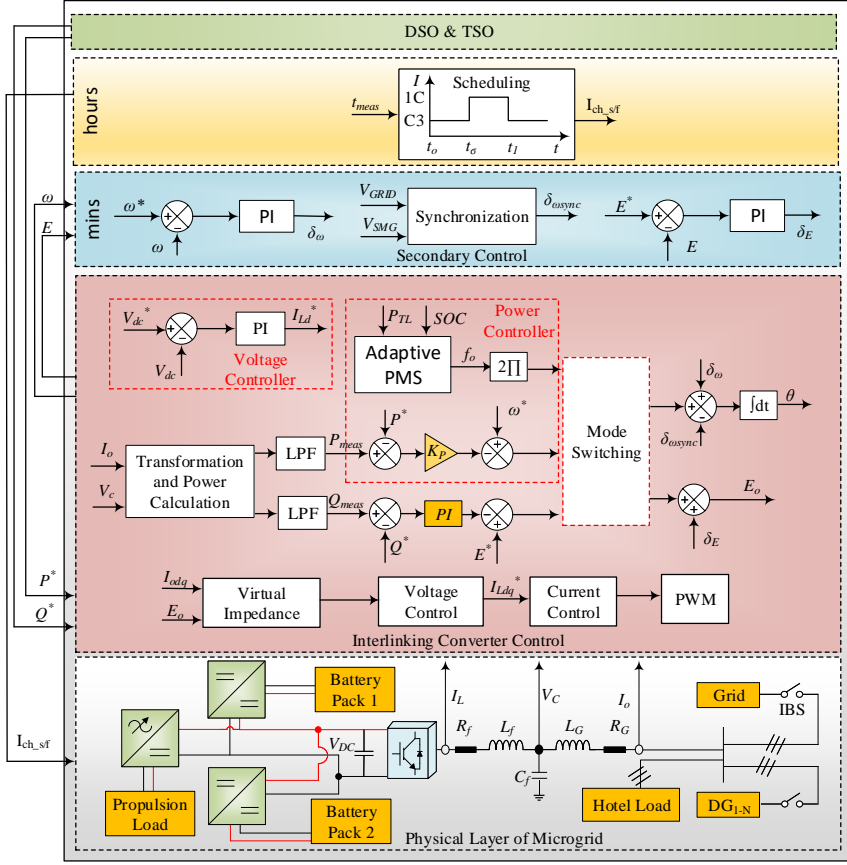 DSO & TSO
hours
t_meas
I
1C
C3
Scheduling
t_o
t_σ
t_1
t
I_ch_s/f
mins
ω
E
ω*
ω
PI
δ_ω
V_GRID
V_SMG
Synchronization
δ_ωsync
E*
E
PI
δ_E
Secondary Control
V_dc*
V_dc
PI
I_Ld*
Voltage
Controller
P_TL
SOC
Power
Controller
Adaptive
PMS
f_o
2∏
P*
K_P
ω*
Mode
Switching
δ_ω
δ_ωsync
∫dt
θ
I_o
V_c
Transformation
and Power
Calculation
LPF
P_meas
LPF
Q_meas
Q*
PI
E*
δ_E
E_o
P*
Q*
I_odq
E_o
Virtual
Impedance
Voltage
Control
I_Ldq*
Current
Control
PWM
Interlinking Converter Control
I_ch_s/f
Battery
Pack 1
Propulsion
Load
Battery
Pack 2
V_DC
I_L
R_f
L_f
V_C
C_f
L_G
I_o
R_G
Grid
IBS
Hotel Load
DG_1-N
Physical Layer of Microgrid